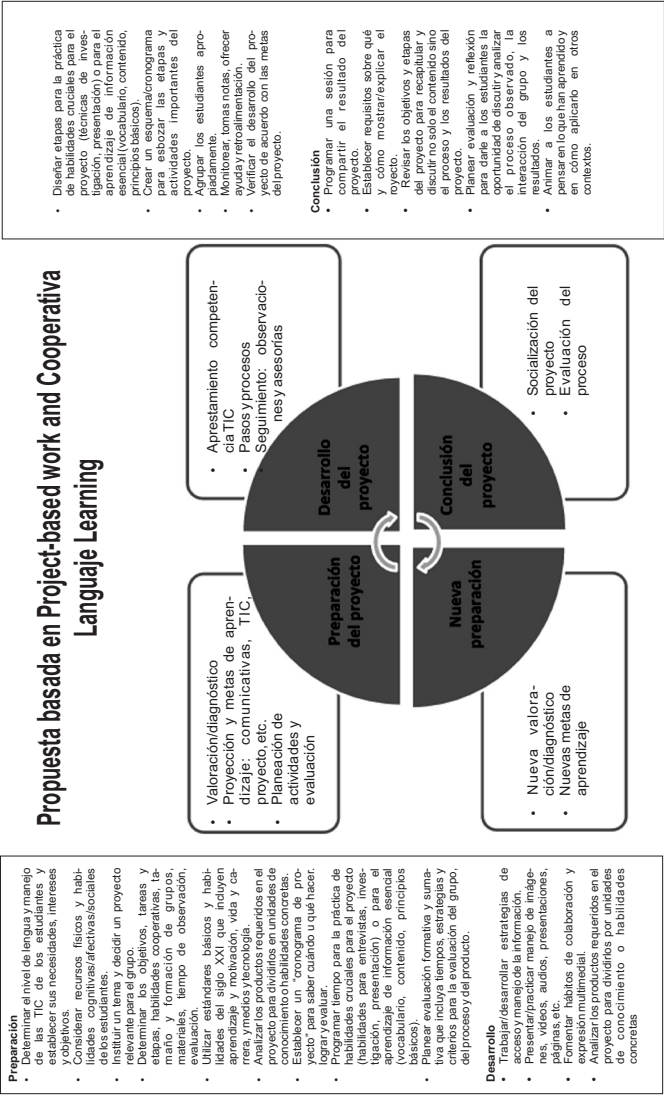 Propuesta basada en Project-based work and Cooperativa
Languaje Learning
Preparación
• Determinar el nivel de lengua y manejo
de las TIC de los estudiantes y
establecer sus necesidades, intereses
y objetivos.
• Considerar recursos físicos y habi-
lidades cognitivas/afectivas/sociales
de los estudiantes.
• Instituir un tema y decidir un proyecto
relevante para el grupo.
• Determinar los objetivos, tareas y
etapas, habilidades cooperativas, ta-
maño y formación de grupos,
materiales, tiempo de observación,
evaluación.
• Utilizar estándares básicos y habi-
lidades del siglo XXI que incluyen
aprendizaje y motivación, vida y ca-
rrera, y medios y tecnología.
• Analizar los productos requeridos en el
proyecto para dividirlos en unidades de
conocimiento o habilidades concretas.
• Establecer un "cronograma de pro-
yecto" para saber cuándo u qué hacer.
lograr y evaluar.
• Programar tiempo para la práctica de
habilidades cruciales para el proyecto
(habilidades para entrevistas, inves-
tigación, presentación) o para el
aprendizaje de información esencial
(vocabulario, contenido, principios
básicos).
• Planear evaluación formativa y suma-
tiva que incluya tiempos, estrategias y
criterios para la evaluación del grupo,
del proceso y del producto.
Desarrollo
• Trabajar/desarrollar estrategias de
acceso y manejo de la información.
• Presentar/practicar manejo de imáge-
nes, videos, audios, presentaciones,
páginas, etc.
• Fomentar hábitos de colaboración y
expresión multimedial.
• Analizar los productos requeridos en el
proyecto para dividirlos por unidades
de conocimiento o habilidades
concretas
• Valoración/diagnóstico
• Proyección y metas de apren-
dizaje: comunicativas, TIC,
proyecto, etc.
• Planeación de
actividades y
evaluación
Preparación
del proyecto
• Aprestamiento competen-
cia TIC
• Pasos y procesos
• Seguimiento: observacio-
nes y asesorías
Desarrollo
del
proyecto
• Nueva valora-
ción/diagnóstico
• Nuevas metas de
aprendizaje
Nueva
preparación
Conclusión
del
proyecto
• Socialización del
proyecto
• Evaluación del
proceso
• Diseñar etapas para la práctica
de habilidades cruciales para el
proyecto (técnicas de inves-
tigación, presentación) o para el
aprendizaje de información
esencial (vocabulario, contenido,
principios básicos).
• Crear un esquema/cronograma
para esbozar las etapas y
actividades importantes del
proyecto.
• Agrupar los estudiantes apro-
piadamente.
• Monitorear, tomas notas, ofrecer
ayuda y retroalimentación.
• Verificar el desarrollo del pro-
yecto de acuerdo con las metas
del proyecto.
Conclusión
• Programar una sesión para
compartir el resultado del
proyecto.
• Establecer requisitos sobre qué
y cómo mostrar/explicar el
royecto.
• Revisar los objetivos y etapas
del proyecto para recapitular y
discutir no solo el contenido sino
el proceso y los resultados del
proyecto.
• Planear evaluación y reflexión
para darle a los estudiantes la
oportunidad de discutir y analizar
el proceso observado, la
interacción del grupo y los
resultados.
• Animar a los estudiantes a
pensar en lo que han aprendido y
en cómo aplicarlo en otros
contextos.